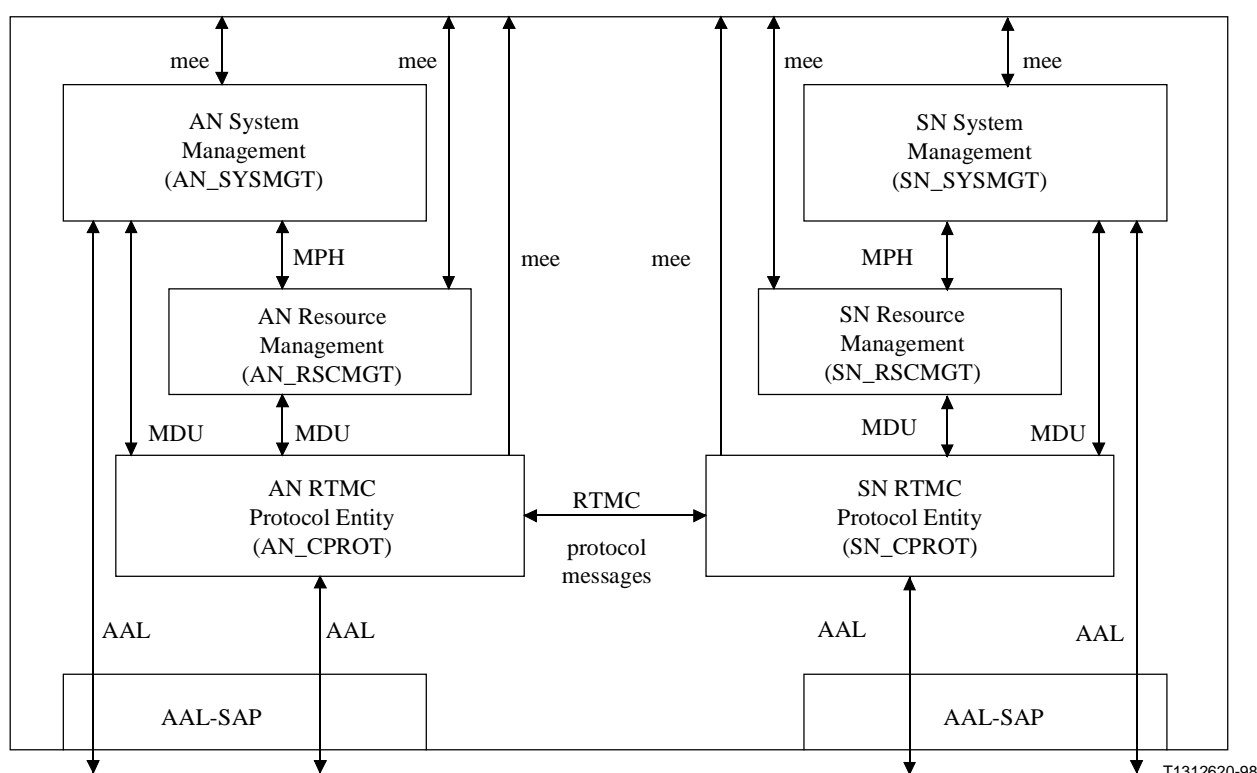 mee
mee
mee
mee
AN System
Management
(AN_SYSMGT)
SN System
Management
(SN_SYSMGT)
MPH
mee
mee
MPH
AN Resource
Management
(AN_RSCMGT)
SN Resource
Management
(SN_RSCMGT)
MDU
MDU
MDU
MDU
AN RTMC
Protocol Entity
(AN_CPROT)
RTMC
protocol
messages
SN RTMC
Protocol Entity
(SN_CPROT)
AAL
AAL
AAL
AAL
AAL-SAP
AAL-SAP
T1312620-98